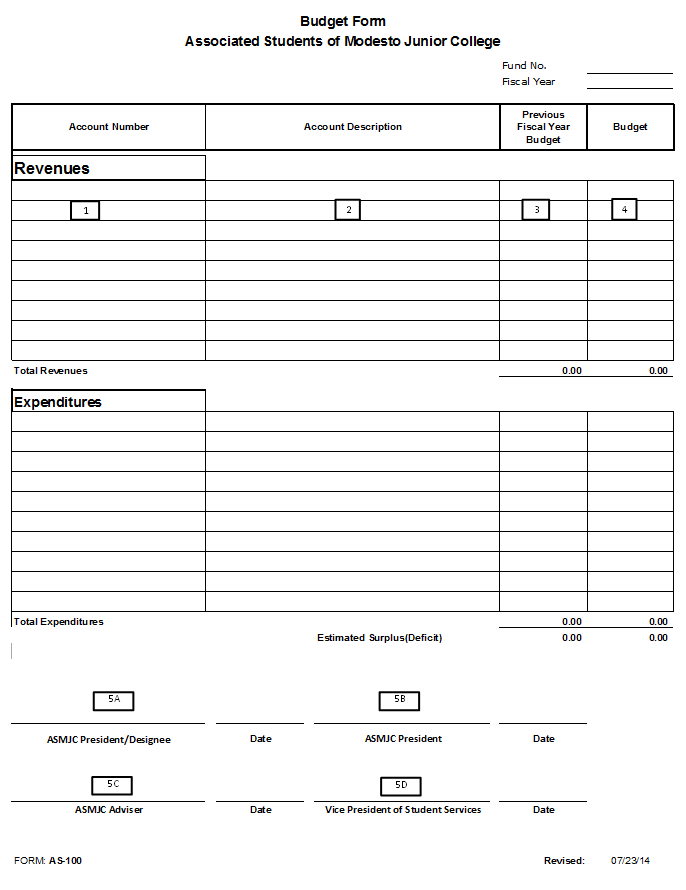 Budget Form
Associated Students of Modesto Junior College
Fund No.
Fiscal Year
Account Number Account Description Previous Fiscal Year Budget Budget
Revenues
1 2 3 4
Total Revenues 0.00 0.00
Expenditures
Total Expenditures 0.00 0.00
Estimated Surplus(Deficit) 0.00 0.00
5A 5B
ASMJC President/Designee Date ASMJC President Date
5C 5D
ASMJC Adviser Date Vice President of Student Services Date
FORM: AS-100 Revised: 07/23/14